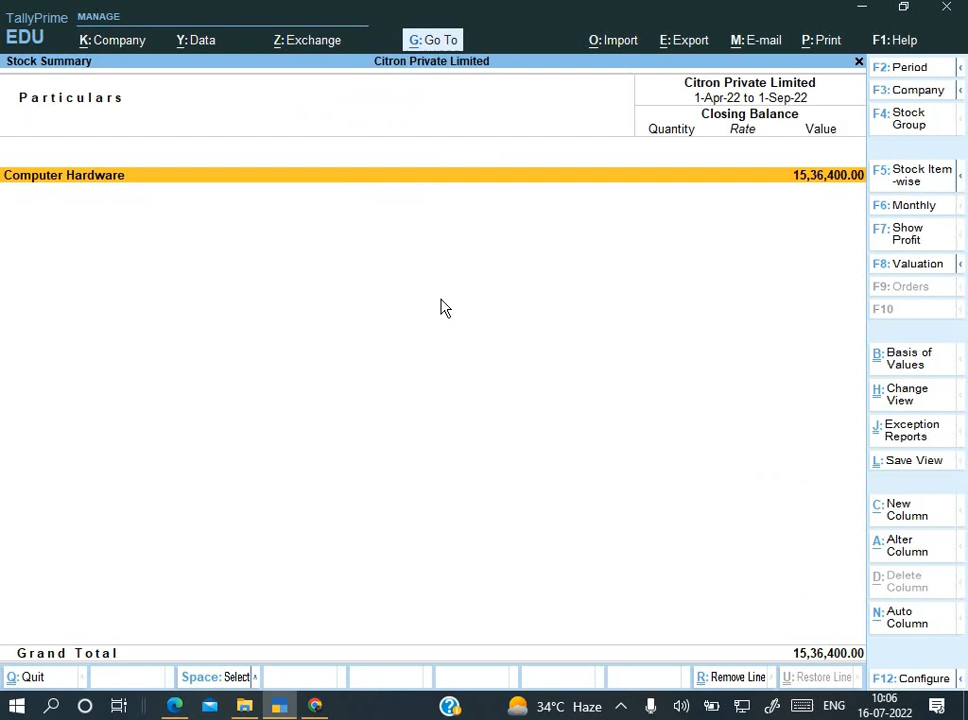 TallyPrime MANAGE
EDU
K: Company Y: Data Z: Exchange G: Go To O: Import E: Export M: E-mail P: Print F1: Help
Stock Summary Citron Private Limited
Particulars
Citron Private Limited
1-Apr-22 to 1-Sep-22
Closing Balance
Quantity Rate Value
Computer Hardware 15,36,400.00
Grand Total 15,36,400.00
F2: Period
F3: Company
F4: Stock
Group
F5: Stock Item
-wise
F6: Monthly
F7: Show
Profit
F8: Valuation
F9: Orders
F10
B: Basis of
Values
H: Change
View
J: Exception
Reports
L: Save View
C: New
Column
A: Alter
Column
D: Delete
Column
N: Auto
Column
Q: Quit Space: Select R: Remove Line U: Restore Line F12: Configure
34°C Haze ENG 10:06
16-07-2022